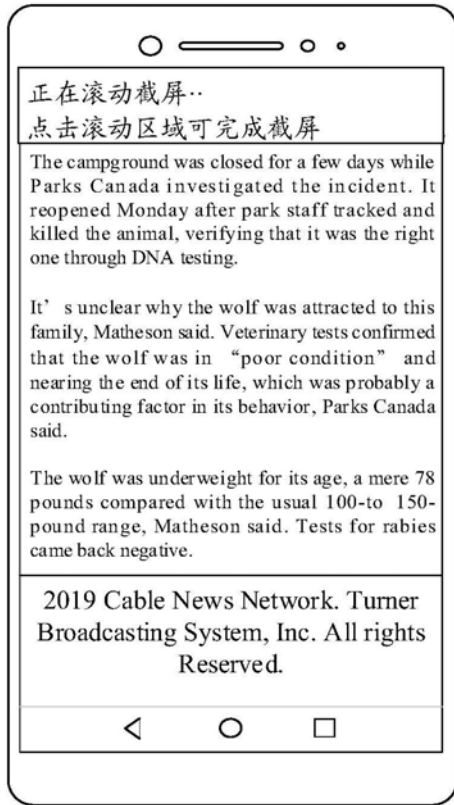 正在滚动截屏··
点击滚动区域可完成截屏
The campground was closed for a few days while
Parks Canada investigated the incident. It
reopened Monday after park staff tracked and
killed the animal, verifying that it was the right
one through DNA testing.
It’s unclear why the wolf was attracted to this
family, Matheson said. Veterinary tests confirmed
that the wolf was in “poor condition” and
nearing the end of its life, which was probably a
contributing factor in its behavior, Parks Canada
said.
The wolf was underweight for its age, a mere 78
pounds compared with the usual 100-to 150-
pound range, Matheson said. Tests for rabies
came back negative.
2019 Cable News Network. Turner
Broadcasting System, Inc. All rights
Reserved.